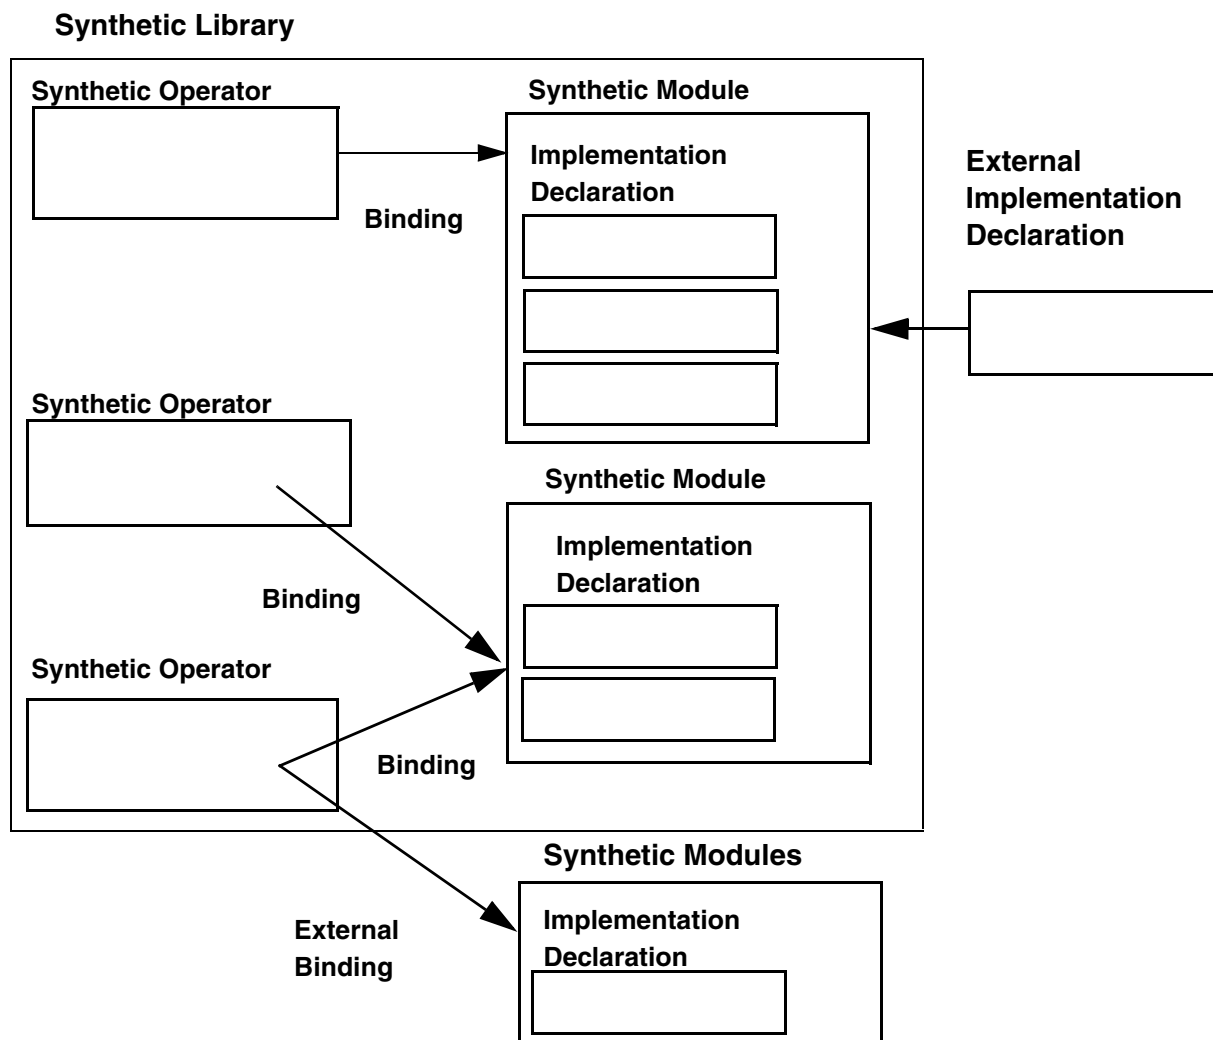 Synthetic Library
Synthetic Operator
Synthetic Module
Implementation
Declaration
Binding
External
Implementation
Declaration
Synthetic Operator
Synthetic Module
Implementation
Declaration
Binding
Synthetic Operator
Binding
Synthetic Modules
External
Binding
Implementation
Declaration